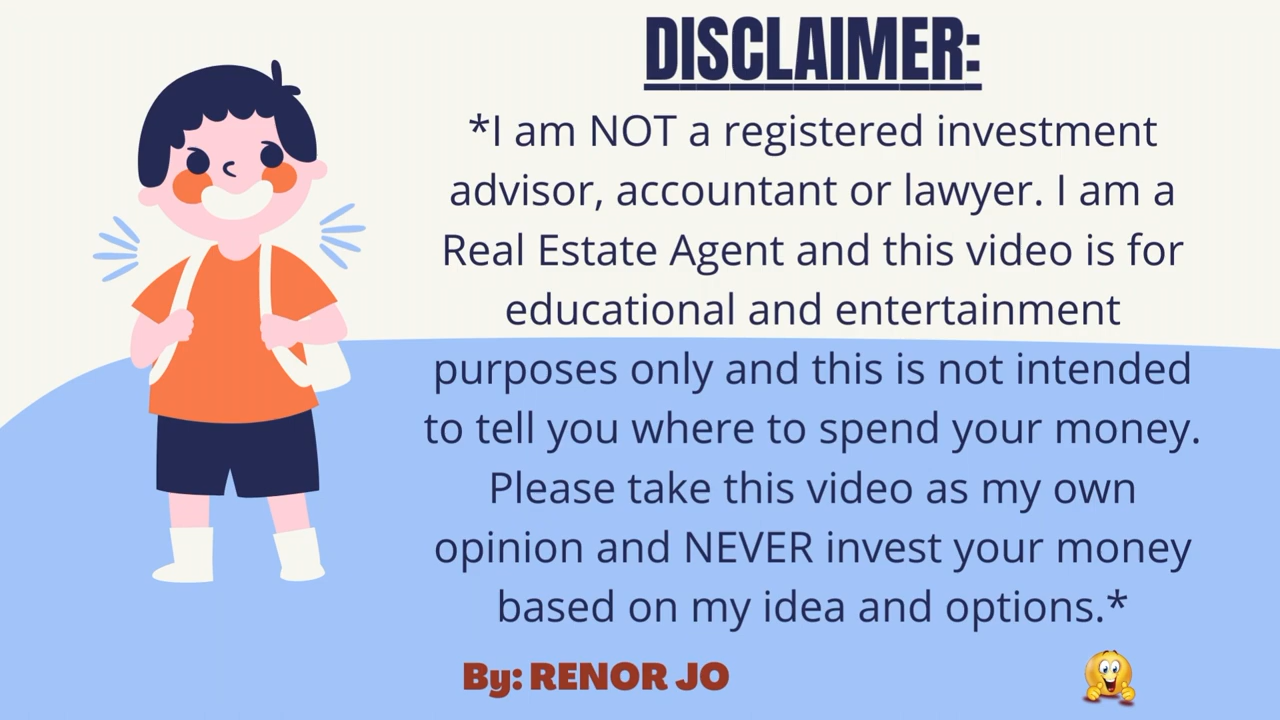 DISCLAIMER:
*I am NOT a registered investment
advisor, accountant or lawyer. I am a
Real Estate Agent and this video is for
educational and entertainment
purposes only and this is not intended
to tell you where to spend your money.
Please take this video as my own
opinion and NEVER invest your money
based on my idea and options.*
By: RENOR JO